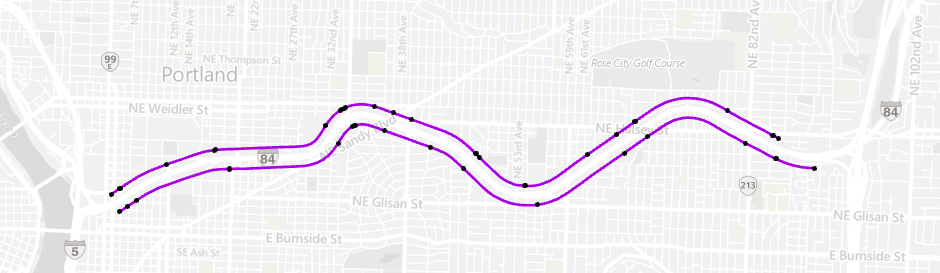 NE 12th Ave
NE 14th Ave
NE 22nd
NE 27th Ave
NE 32nd Ave
NE 38th Ave
NE 59th Ave
NE 61st Ave
NE 82nd Ave
NE 102nd Ave
99
E
NE Thompson St
Rose City Golf Course
Portland
NE Weidler St
84
NE Sandy Blvd
NE Halsey St
NE 53rd Ave
84
213
NE Glisan St
NE Glisan St
5
SE Ash St
E Burnside St
E Burnside St